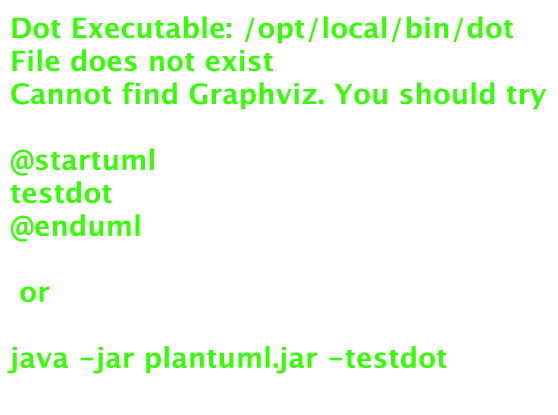 Dot Executable: /opt/local/bin/dot
File does not exist
Cannot find Graphviz. You should try
@startuml
testdot
@enduml
or
java -jar plantuml.jar -testdot